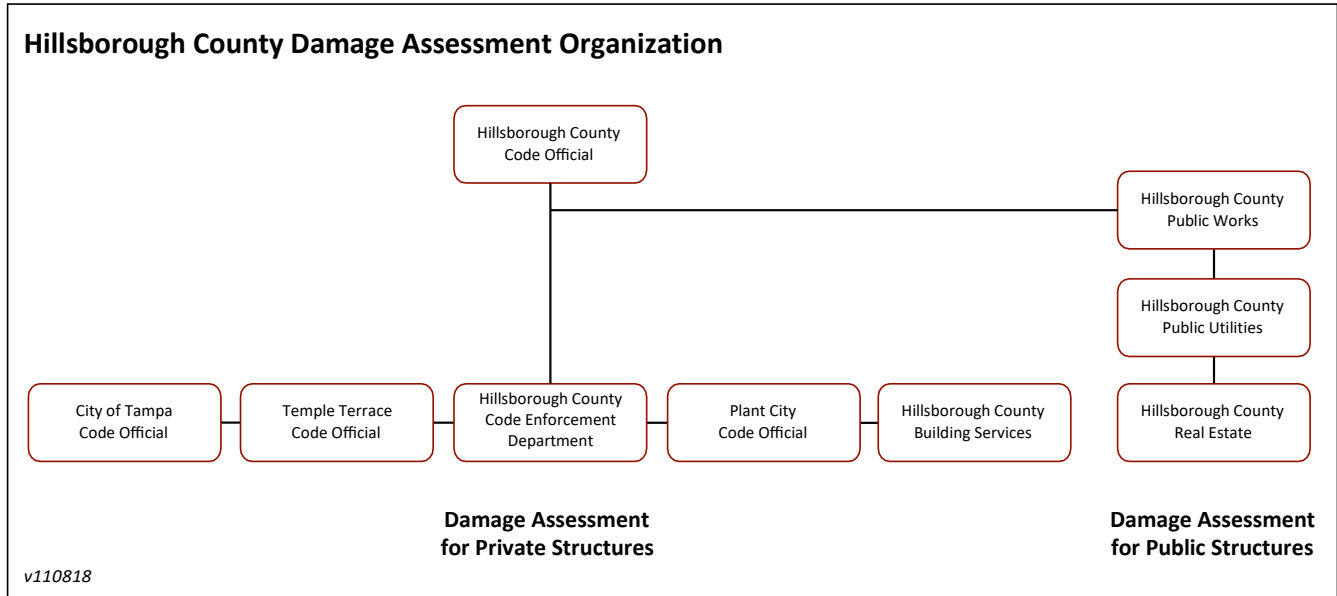 Hillsborough County Damage Assessment Organization
Hillsborough County
Code Official
Hillsborough County
Public Works
Hillsborough County
Public Utilities
City of Tampa
Code Official
Temple Terrace
Code Official
Hillsborough County
Code Enforcement
Department
Plant City
Code Official
Hillsborough County
Building Services
Hillsborough County
Real Estate
Damage Assessment
for Private Structures
Damage Assessment
for Public Structures
v110818